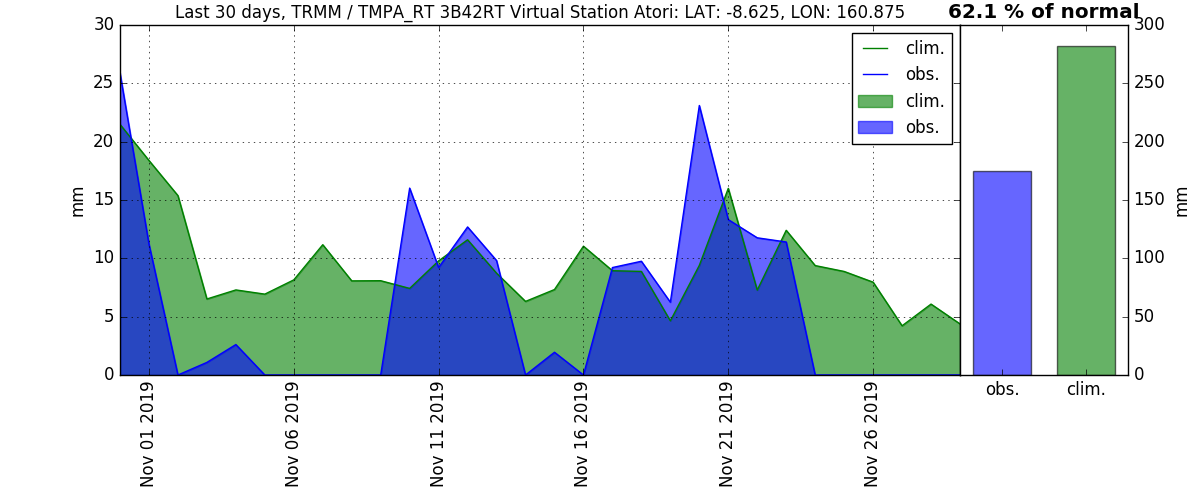 Last 30 days, TRMM / TMPA_RT 3B42RT Virtual Station Atori: LAT: -8.625, LON: 160.875
62.1 % of normal
clim.
obs.
clim.
obs.
mm
30
25
20
15
10
5
0
Nov 01 2019
Nov 06 2019
Nov 11 2019
Nov 16 2019
Nov 21 2019
Nov 26 2019
300
250
200
150
100
50
0
mm
obs.
clim.